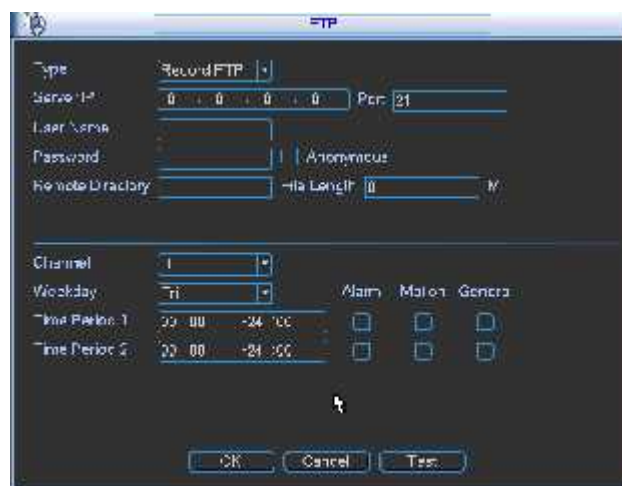 FTP
Type Record FTP
Server IP 0 . 0 . 0 . 0 Port 21
User Name
Password Anonymous
Remote Directory File Length 0 M
Channel 1
Weekday Fri Alarm Motion General
Time Period 1 00 : 00 -24 : 00
Time Period 2 00 : 00 -24 : 00
OK Cancel Test